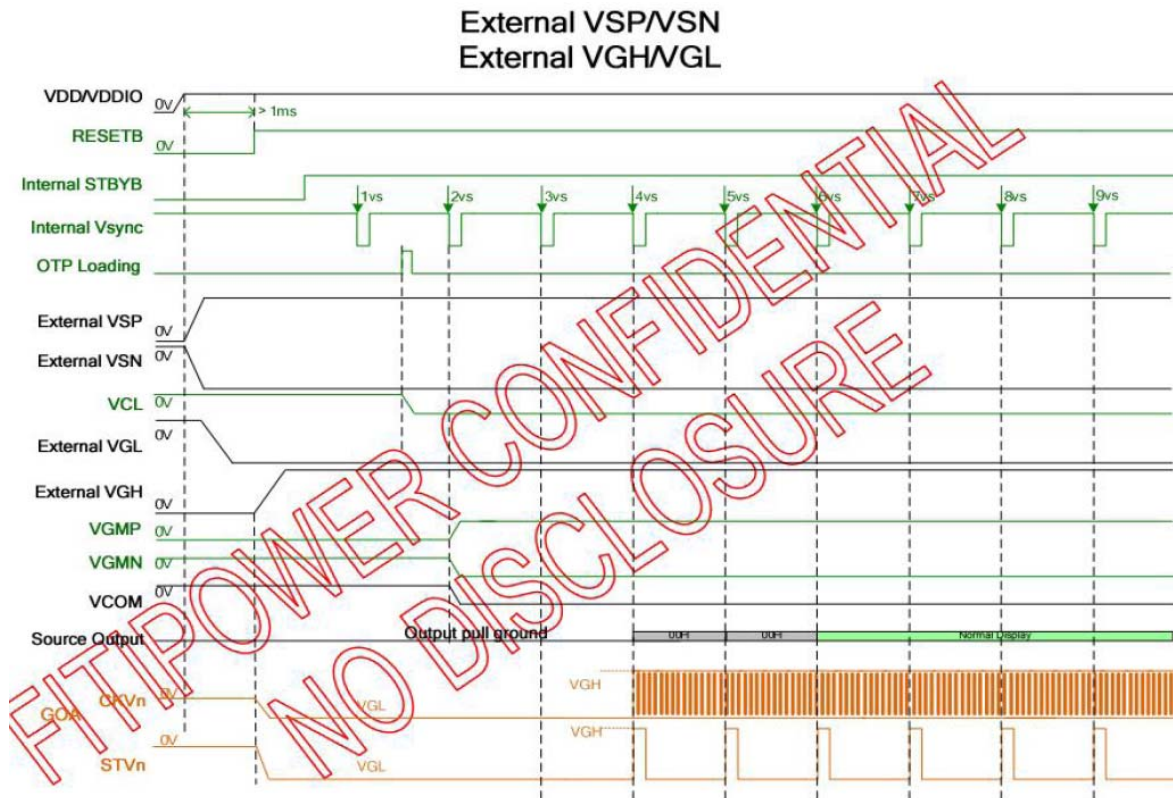 External VSP/VSN
External VGH/VGL
VDD/VDDIO 0V
> 1ms
RESETB 0V
Internal STBYB
1vs 2vs 3vs 4vs 5vs 6vs 7vs 8vs 9vs
Internal Vsync
OTP Loading
External VSP 0V
External VSN 0V
VCL 0V
External VGL 0V
External VGH 0V
VGMP 0V
VGMN 0V
VCOM 0V
Source Output Output pull ground 00H 00H Normal Display
VGH
GOA CKVn 0V VGL
VGH
0V
STVn VGL
FITIPOWER CONFIDENTIAL
NO DISCLOSURE